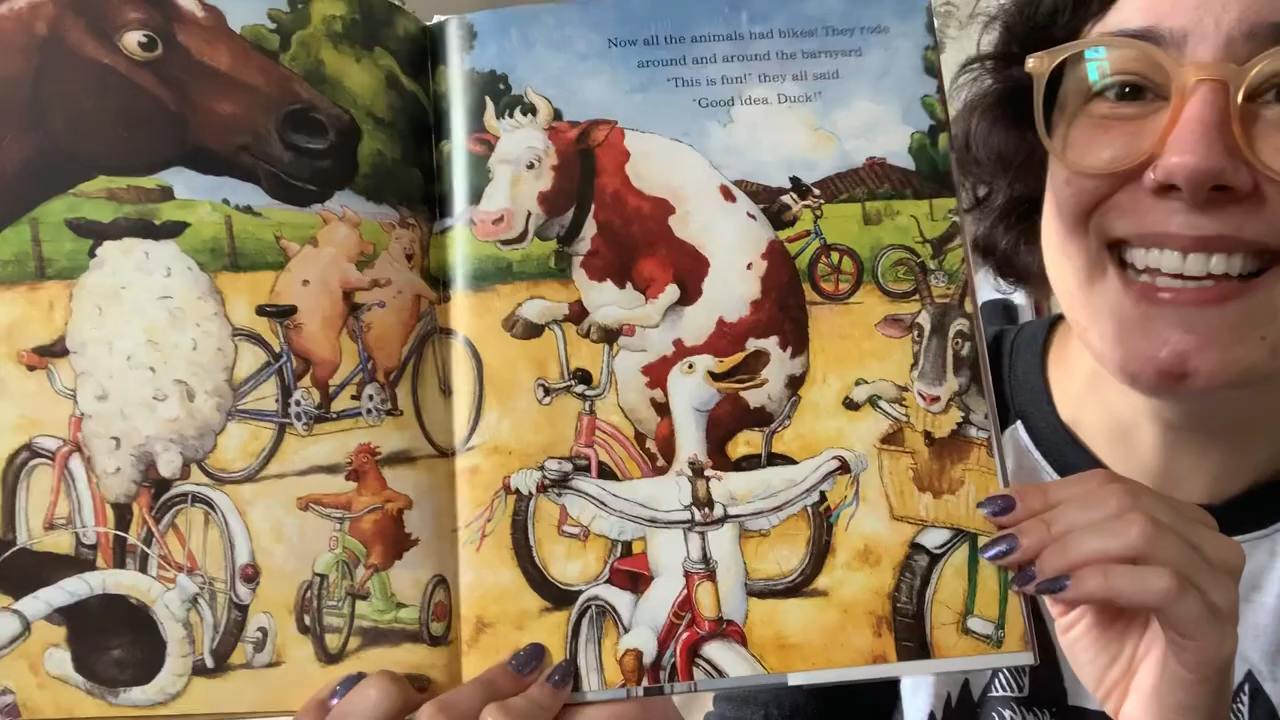 Now all the animals had bikes! They rode
around and around the barnyard.
"This is fun!" they all said.
"Good idea, Duck!"